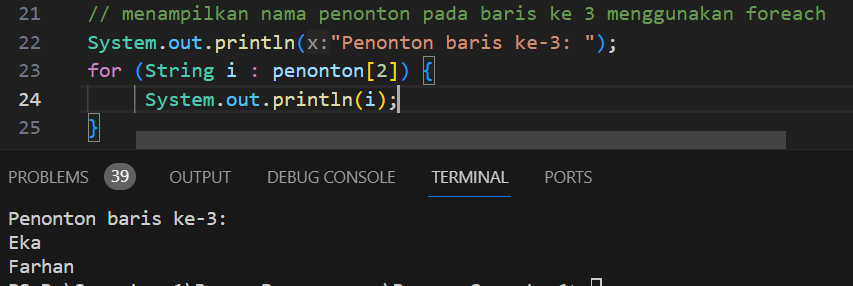 21 // menampilkan nama penonton pada baris ke 3 menggunakan foreach
22 System.out.println(x:"Penonton baris ke-3: ");
23 for (String i : penonton[2]) {
24 System.out.println(i);
25 }
PROBLEMS 39 OUTPUT DEBUG CONSOLE TERMINAL PORTS
Penonton baris ke-3:
Eka
Farhan